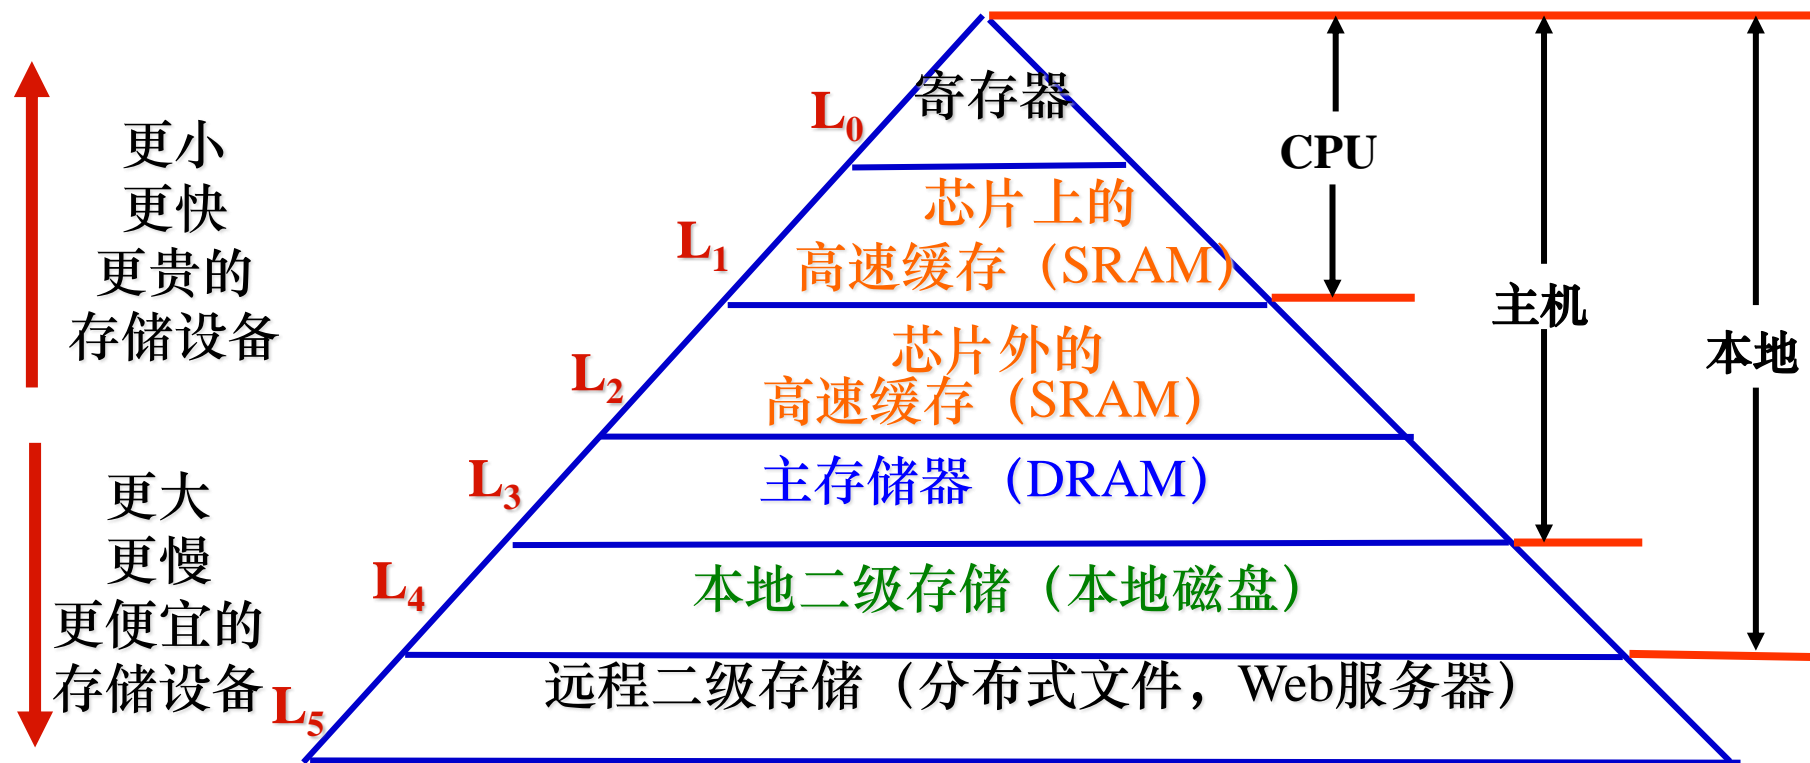 更小
更快
更贵的
存储设备
更大
更慢
更便宜的
存储设备
L0
寄存器
L1
芯片上的
高速缓存（SRAM）
L2
芯片外的
高速缓存（SRAM）
L3
主存储器（DRAM）
L4
本地二级存储（本地磁盘）
L5
远程二级存储（分布式文件，Web服务器）
CPU
主机
本地